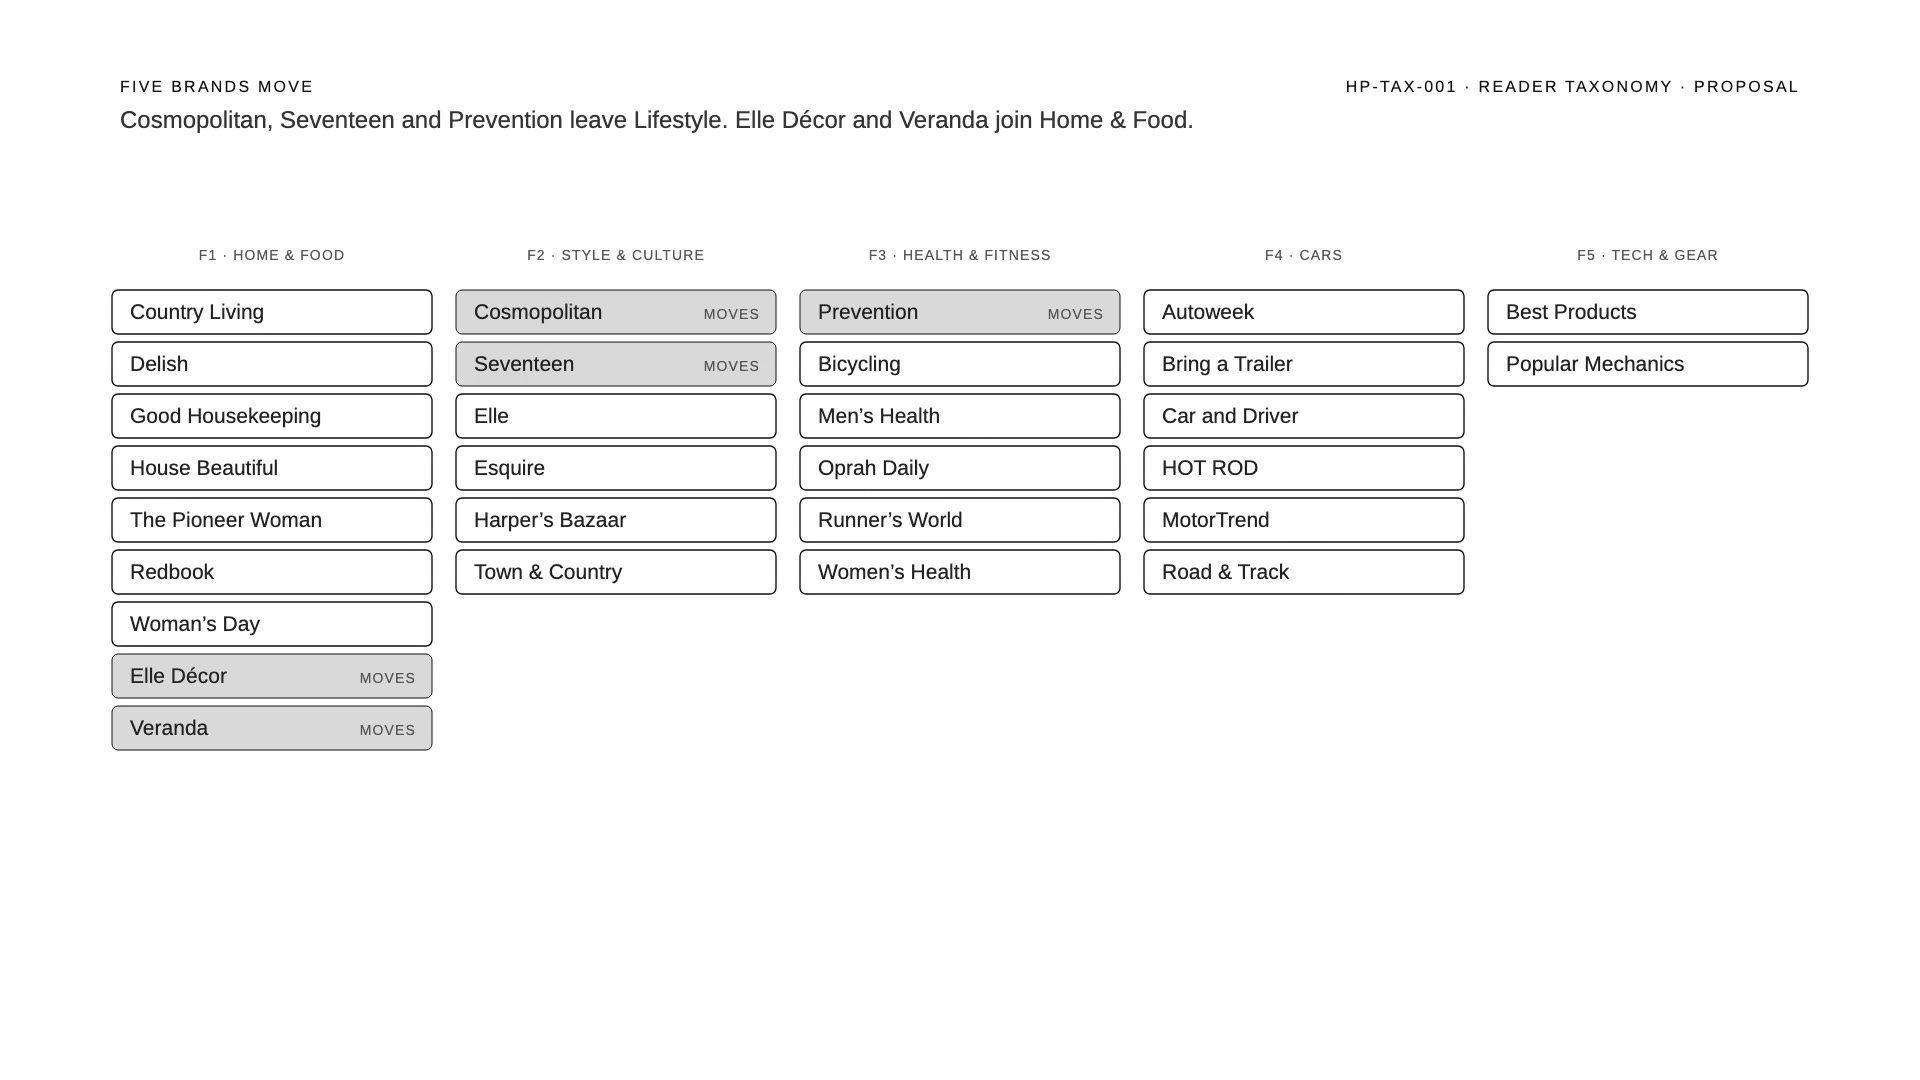 FIVE BRANDS MOVE
HP-TAX-001 · READER TAXONOMY · PROPOSAL
Cosmopolitan, Seventeen and Prevention leave Lifestyle. Elle Décor and Veranda join Home & Food.
F1 · HOME & FOOD
Country Living
Delish
Good Housekeeping
House Beautiful
The Pioneer Woman
Redbook
Woman’s Day
Elle Décor MOVES
Veranda MOVES
F2 · STYLE & CULTURE
Cosmopolitan MOVES
Seventeen MOVES
Elle
Esquire
Harper’s Bazaar
Town & Country
F3 · HEALTH & FITNESS
Prevention MOVES
Bicycling
Men’s Health
Oprah Daily
Runner’s World
Women’s Health
F4 · CARS
Autoweek
Bring a Trailer
Car and Driver
HOT ROD
MotorTrend
Road & Track
F5 · TECH & GEAR
Best Products
Popular Mechanics